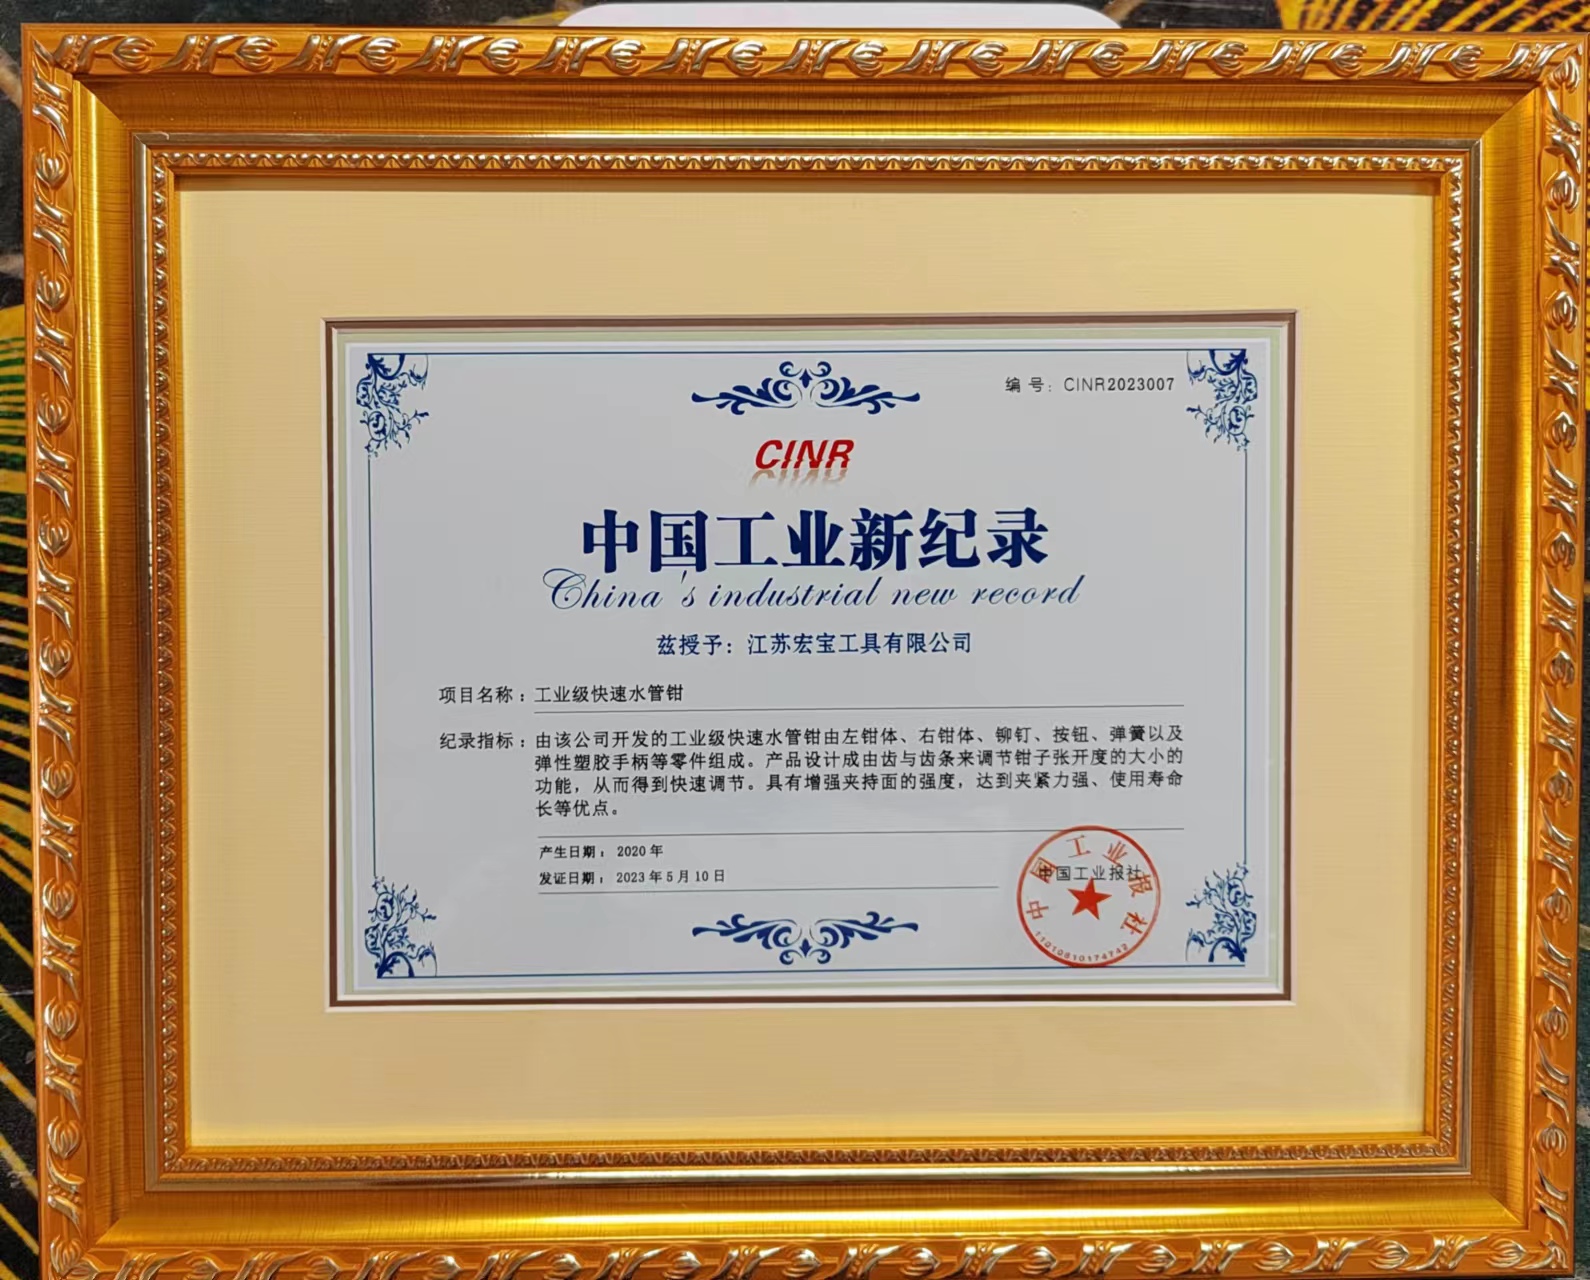 编 号：CINR2023007
CINR
中国工业新纪录
China's industrial new record
兹授予：江苏宏宝工具有限公司
项目名称：工业级快速水管钳
纪录指标：由该公司开发的工业级快速水管钳由左钳体、右钳体、铆钉、按钮、弹簧以及
弹性塑胶手柄等零件组成。产品设计成由齿与齿条来调节钳子张开度的大小的
功能，从而得到快速调节。具有增强夹持面的强度，达到夹紧力强、使用寿命
长等优点。
产生日期：2020年
发证日期：2023年5月10日
中国工业报社
中国工业报社